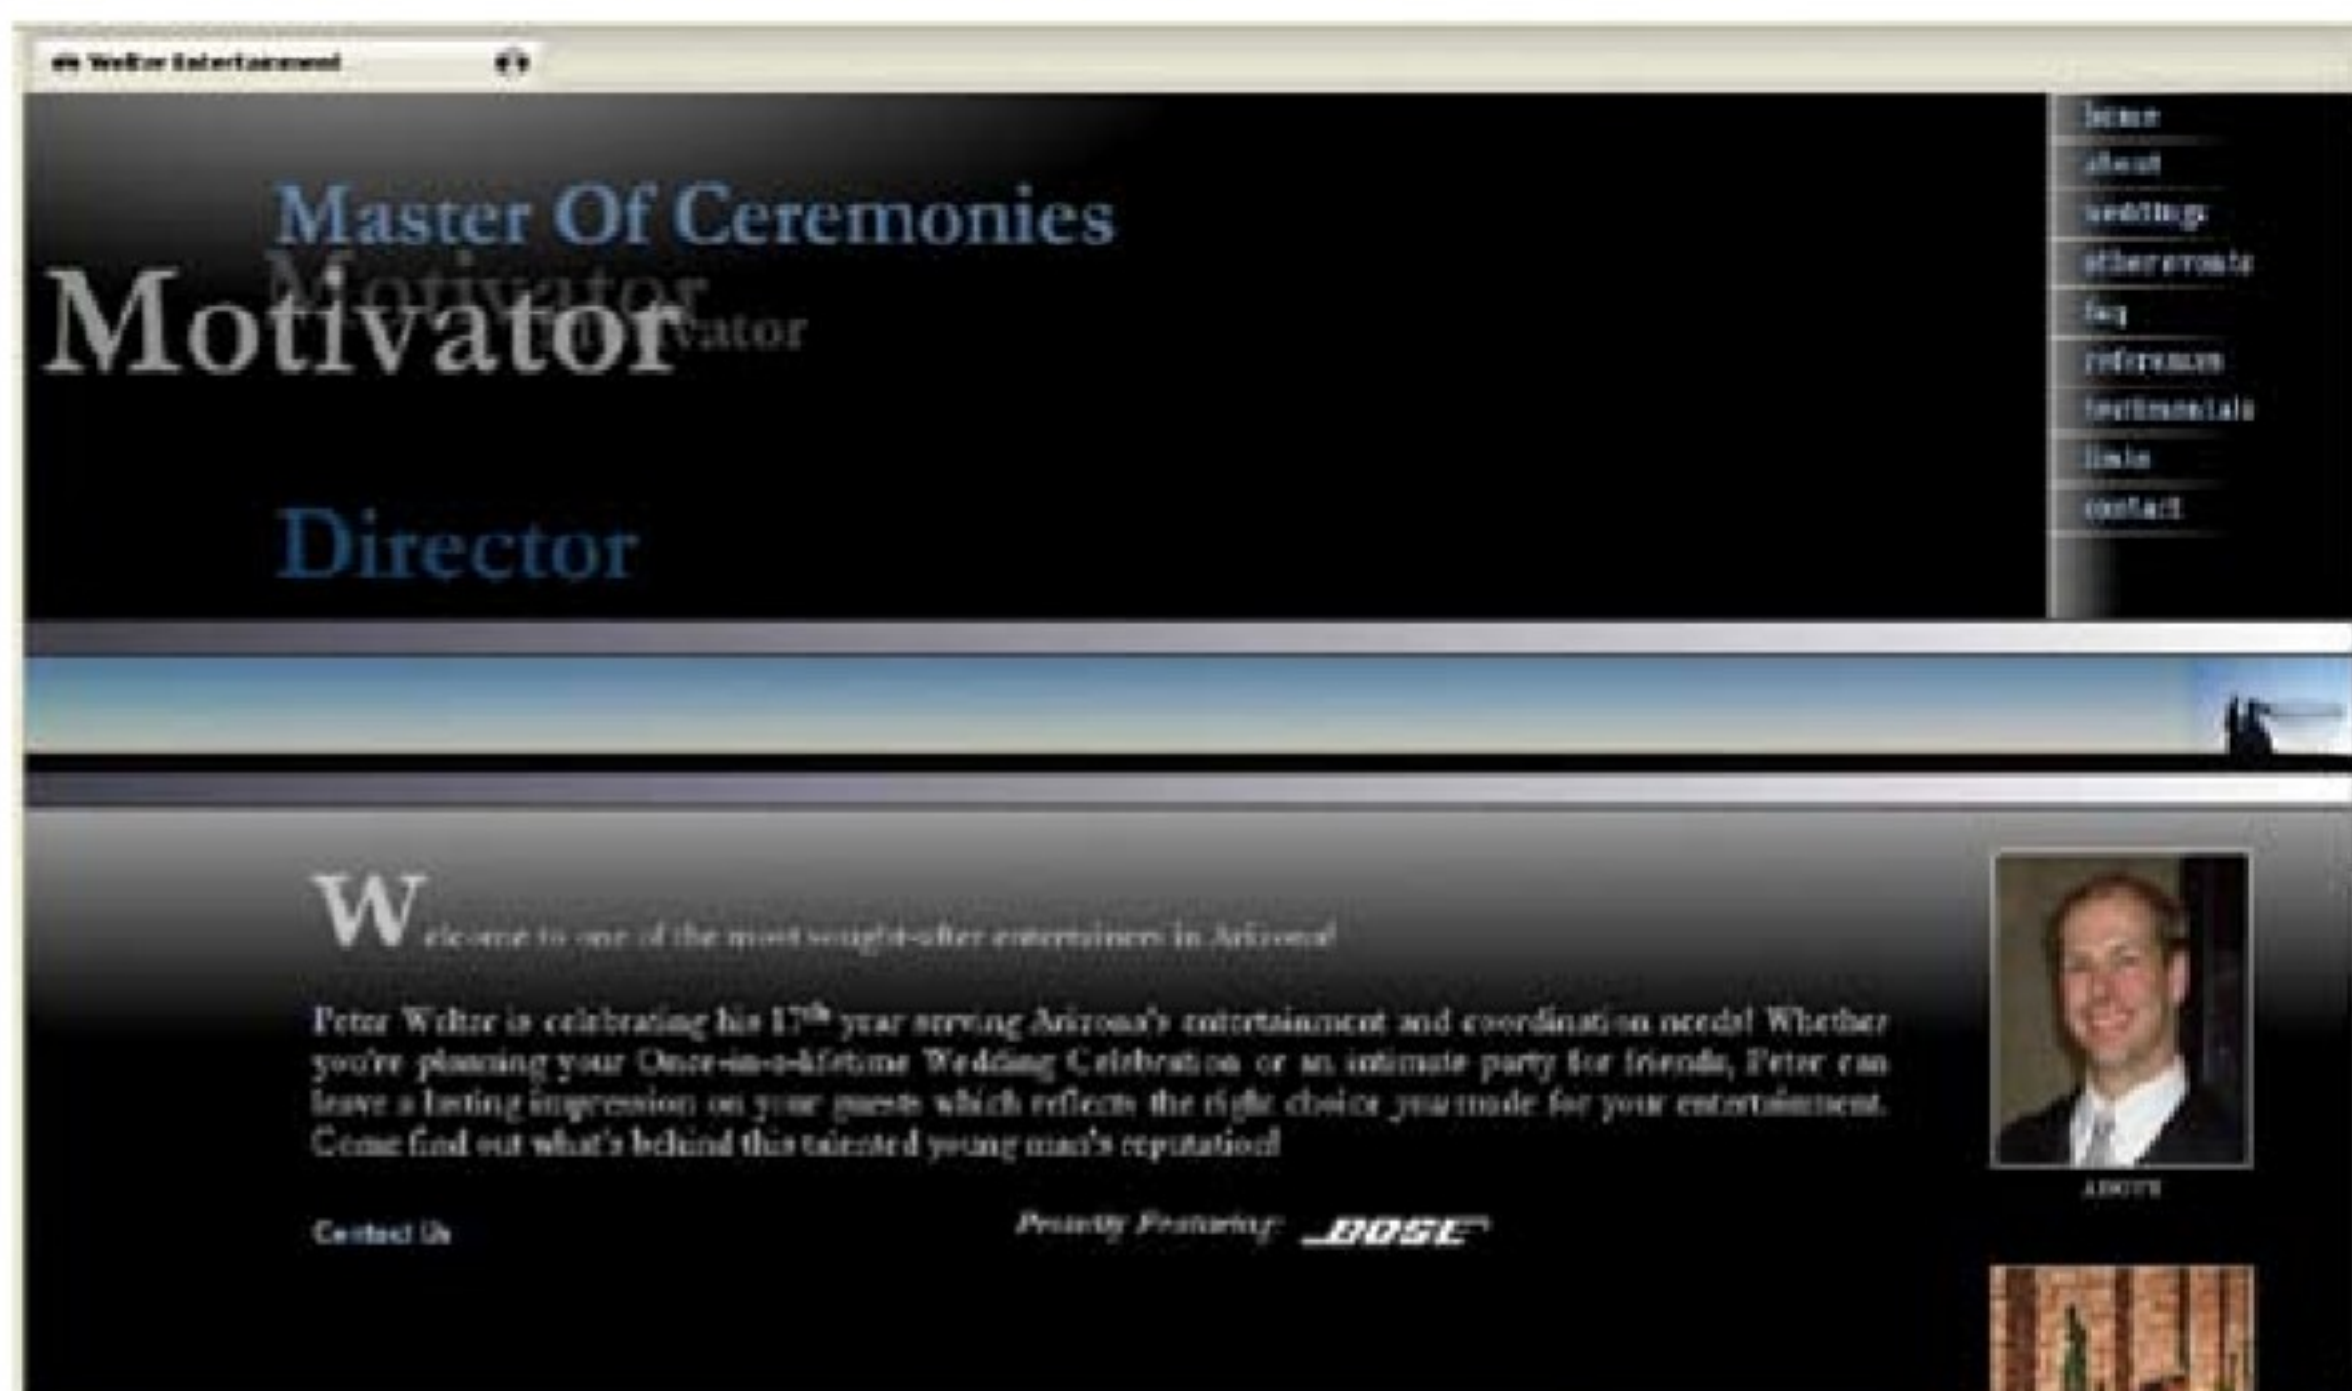 Welter Entertainment
home
about
weddings
other events
faq
references
testimonials
links
contact
Master Of Ceremonies
Motivator
Motivator
vator
Director
Welcome to one of the most sought-after entertainers in Arizona!
Peter Welter is celebrating his 17th year serving Arizona's entertainment and coordination needs! Whether
you're planning your Once-in-a-lifetime Wedding Celebration or an intimate party for friends, Peter can
leave a lasting impression on your guests which reflects the right choice you made for your entertainment.
Come find out what's behind this talented young man's reputation!
Contact Us
Proudly Featuring: BOSE